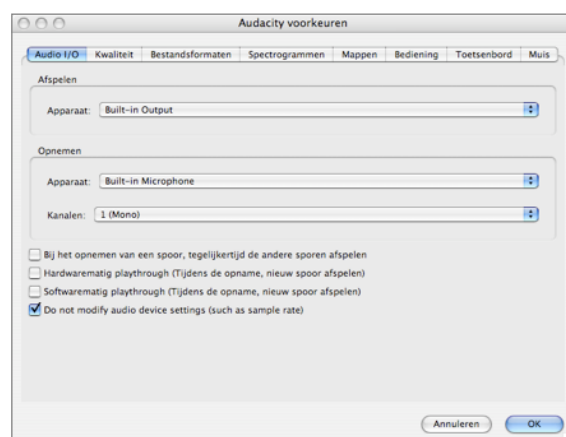 Audacity voorkeuren
Audio I/O Kwaliteit Bestandsformaten Spectrogrammen Mappen Bediening Toetsenbord Muis
Afspelen
Apparaat: Built-in Output
Opnemen
Apparaat: Built-in Microphone
Kanalen: 1 (Mono)
Bij het opnemen van een spoor, tegelijkertijd de andere sporen afspelen
Hardwarematig playthrough (Tijdens de opname, nieuw spoor afspelen)
Softwarematig playthrough (Tijdens de opname, nieuw spoor afspelen)
Do not modify audio device settings (such as sample rate)
Annuleren OK